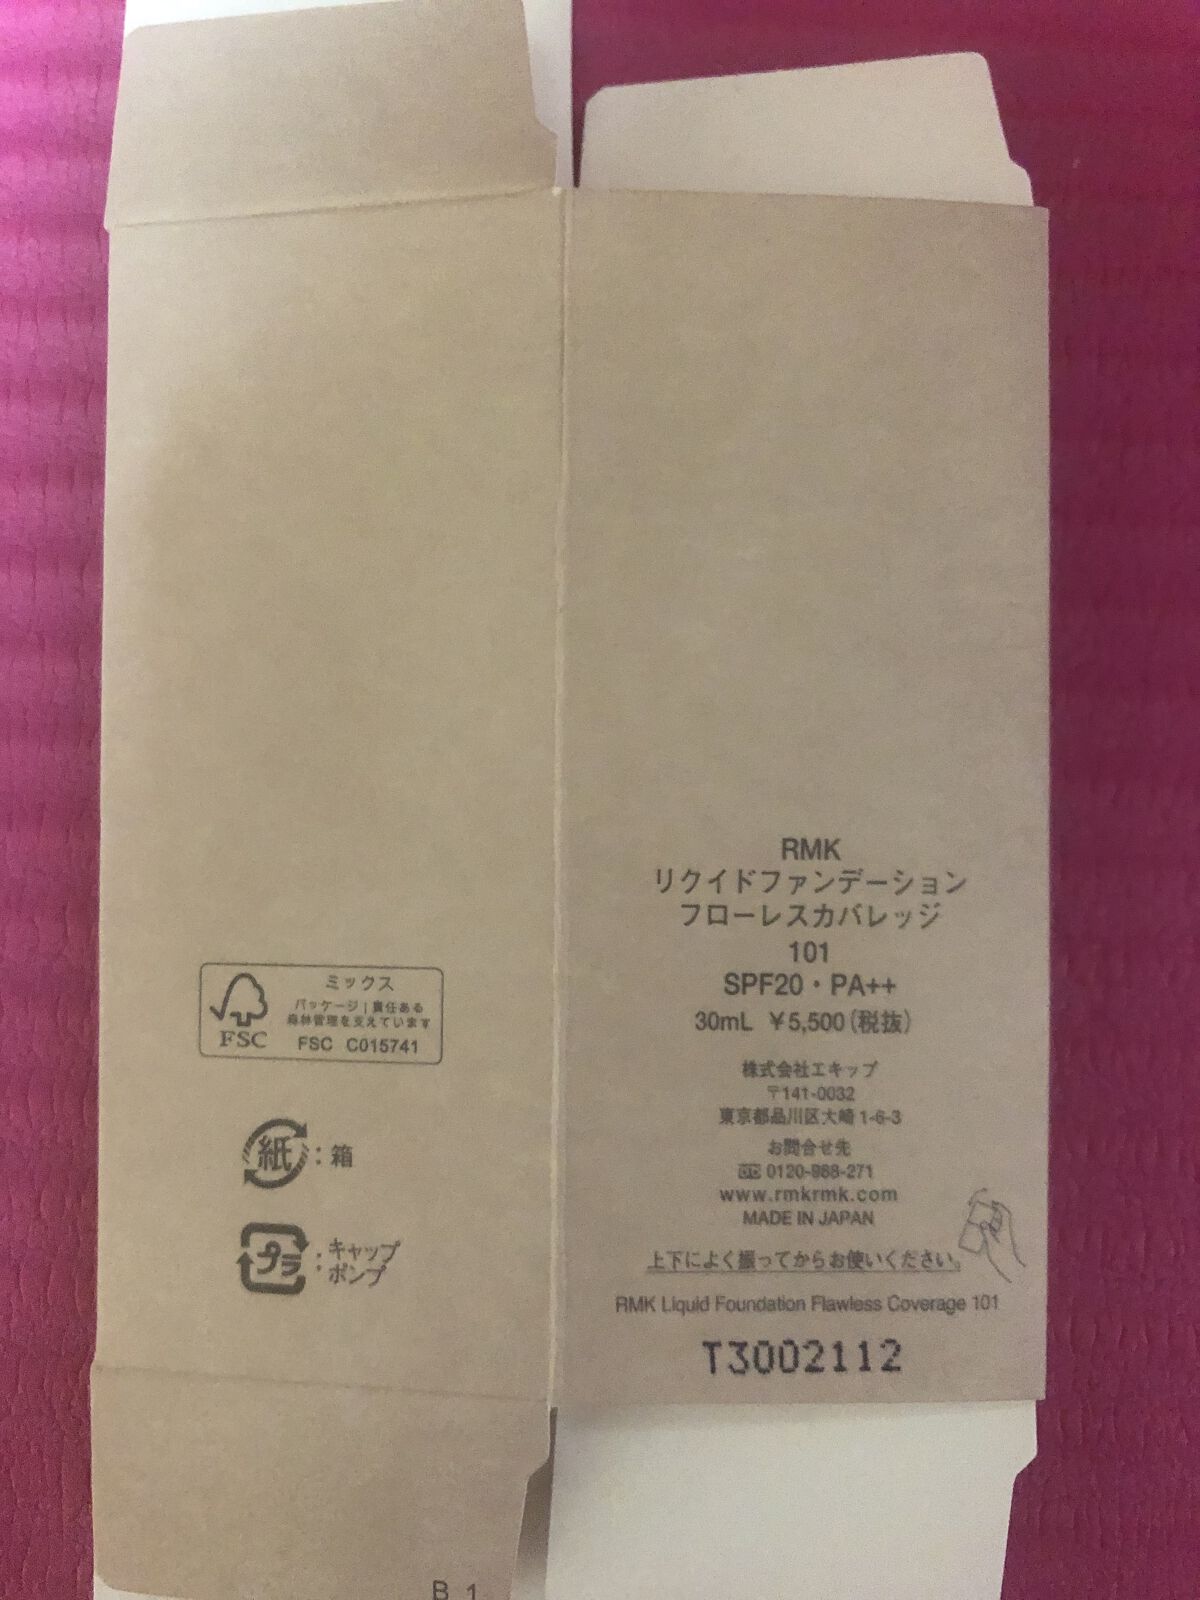 ミックス
パッケージ|責任ある
森林管理を支えています
FSC
FSC C015741
紙:箱
プラ:キャップ
:ポンプ
B 1
RMK
リクイドファンデーション
フローレスカバレッジ
101
SPF20・PA++
30mL ¥5,500(税抜)
株式会社エキップ
〒141-0032
東京都品川区大崎1-6-3
お問合せ先
0120-988-271
www.rmkrmk.com
MADE IN JAPAN
上下によく振ってからお使いください。
RMK Liquid Foundation Flawless Coverage 101
T3002112